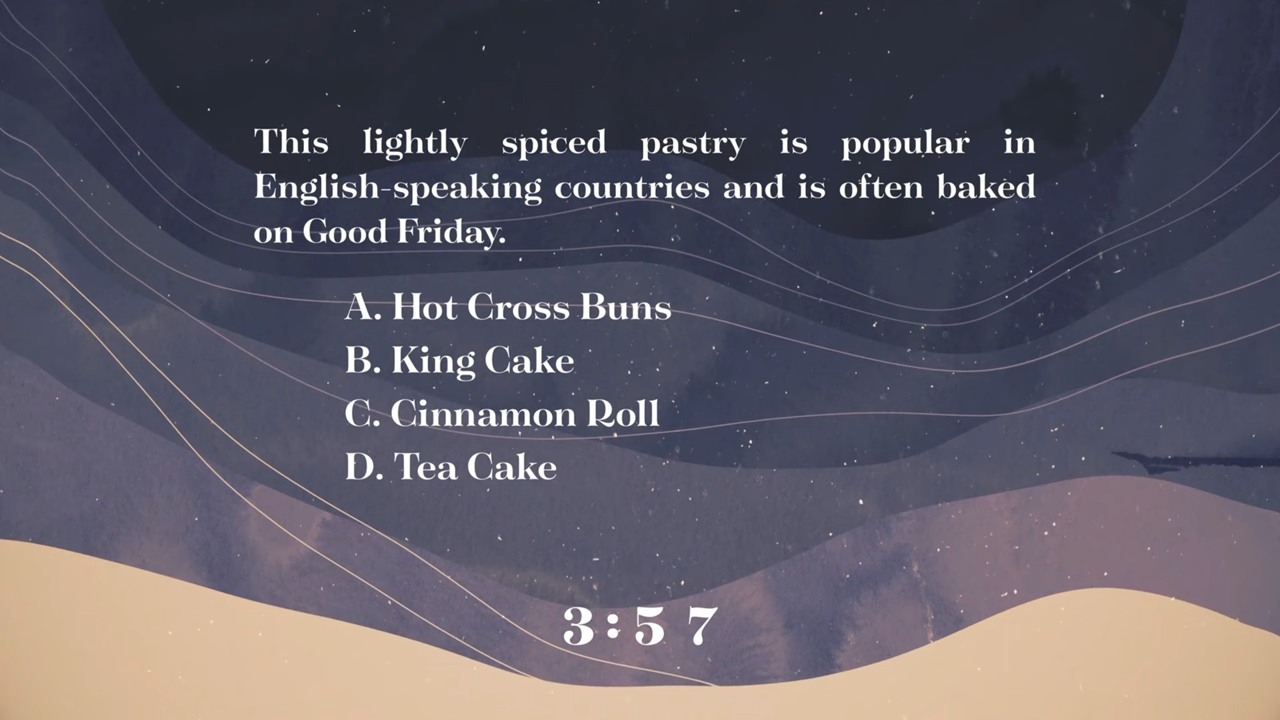 This lightly spiced pastry is popular in
English-speaking countries and is often baked
on Good Friday.
A. Hot Cross Buns
B. King Cake
C. Cinnamon Roll
D. Tea Cake
3:57